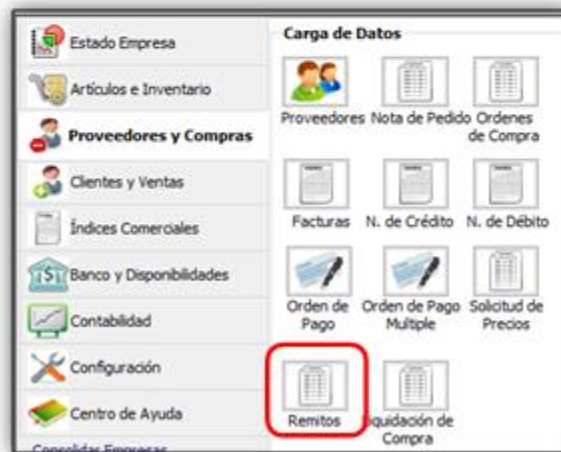 Estado Empresa
Artículos e Inventario
Proveedores y Compras
Clientes y Ventas
Índices Comerciales
Banco y Disponibilidades
Contabilidad
Configuración
Centro de Ayuda
Consolidar Empresas
Carga de Datos
Proveedores Nota de Pedido Ordenes
de Compra
Facturas N. de Crédito N. de Débito
Orden de Orden de Pago Solicitud de
Pago Multiple Precios
Remitos iquidación de
Compra